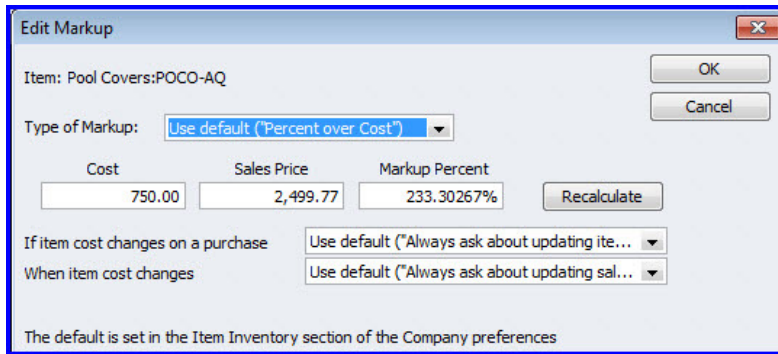 Edit Markup
Item: Pool Covers:POCO-AQ
OK
Cancel
Type of Markup: Use default ("Percent over Cost")
Cost Sales Price Markup Percent
750.00 2,499.77 233.30267% Recalculate
If item cost changes on a purchase Use default ("Always ask about updating ite...
When item cost changes Use default ("Always ask about updating sal...
The default is set in the Item Inventory section of the Company preferences